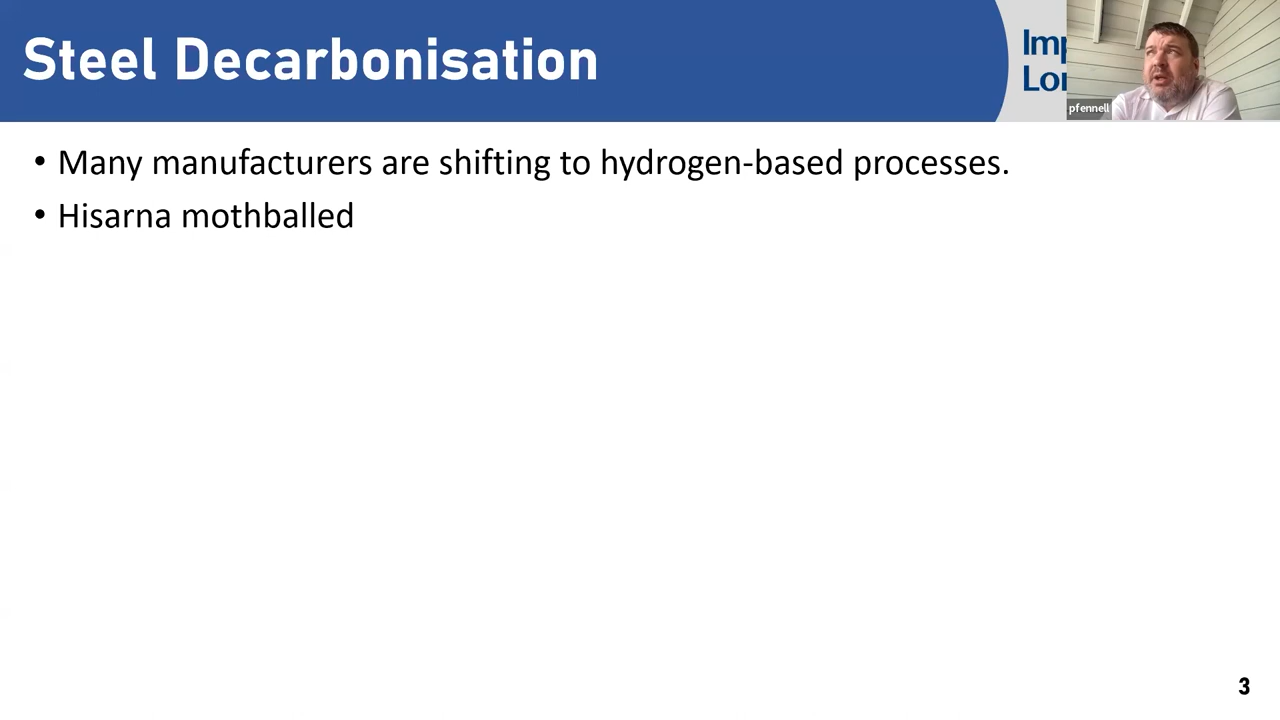 Steel Decarbonisation
pfennell
• Many manufacturers are shifting to hydrogen-based processes.
• Hisarna mothballed
3